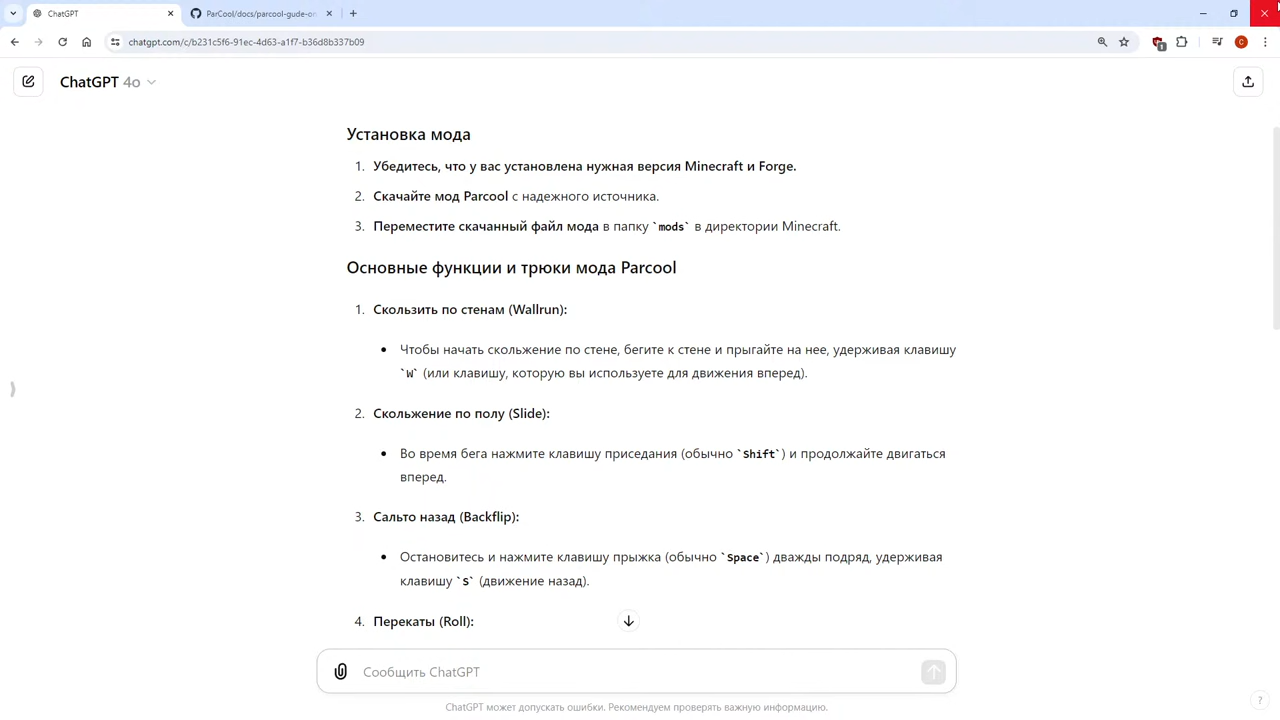 ChatGPT
ParCool/docs/parcool-gude-on
chatgpt.com/c/b231c5f6-91ec-4d63-a1f7-b36d8b337b09
1
C
ChatGPT 4o
Установка мода
1. Убедитесь, что у вас установлена нужная версия Minecraft и Forge.
2. Скачайте мод Parcool с надежного источника.
3. Переместите скачанный файл мода в папку `mods` в директории Minecraft.
Основные функции и трюки мода Parcool
1. Скользить по стенам (Wallrun):
• Чтобы начать скольжение по стене, бегите к стене и прыгайте на нее, удерживая клавишу
`W` (или клавишу, которую вы используете для движения вперед).
2. Скольжение по полу (Slide):
• Во время бега нажмите клавишу приседания (обычно `Shift`) и продолжайте двигаться
вперед.
3. Сальто назад (Backflip):
• Остановитесь и нажмите клавишу прыжка (обычно `Space`) дважды подряд, удерживая
клавишу `S` (движение назад).
4. Перекаты (Roll):
Сообщить ChatGPT
ChatGPT может допускать ошибки. Рекомендуем проверять важную информацию.
?